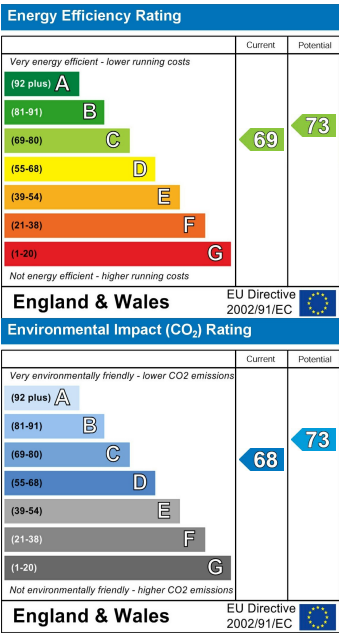 Energy Efficiency Rating
Current Potential
Very energy efficient - lower running costs
(92 plus) A
(81-91) B
(69-80) C
(55-68) D
(39-54) E
(21-38) F
(1-20) G
69
73
Not energy efficient - higher running costs
England & Wales
EU Directive
2002/91/EC
Environmental Impact (CO₂) Rating
Current Potential
Very environmentally friendly - lower CO2 emissions
(92 plus) A
(81-91) B
(69-80) C
(55-68) D
(39-54) E
(21-38) F
(1-20) G
68
73
Not environmentally friendly - higher CO2 emissions
England & Wales
EU Directive
2002/91/EC